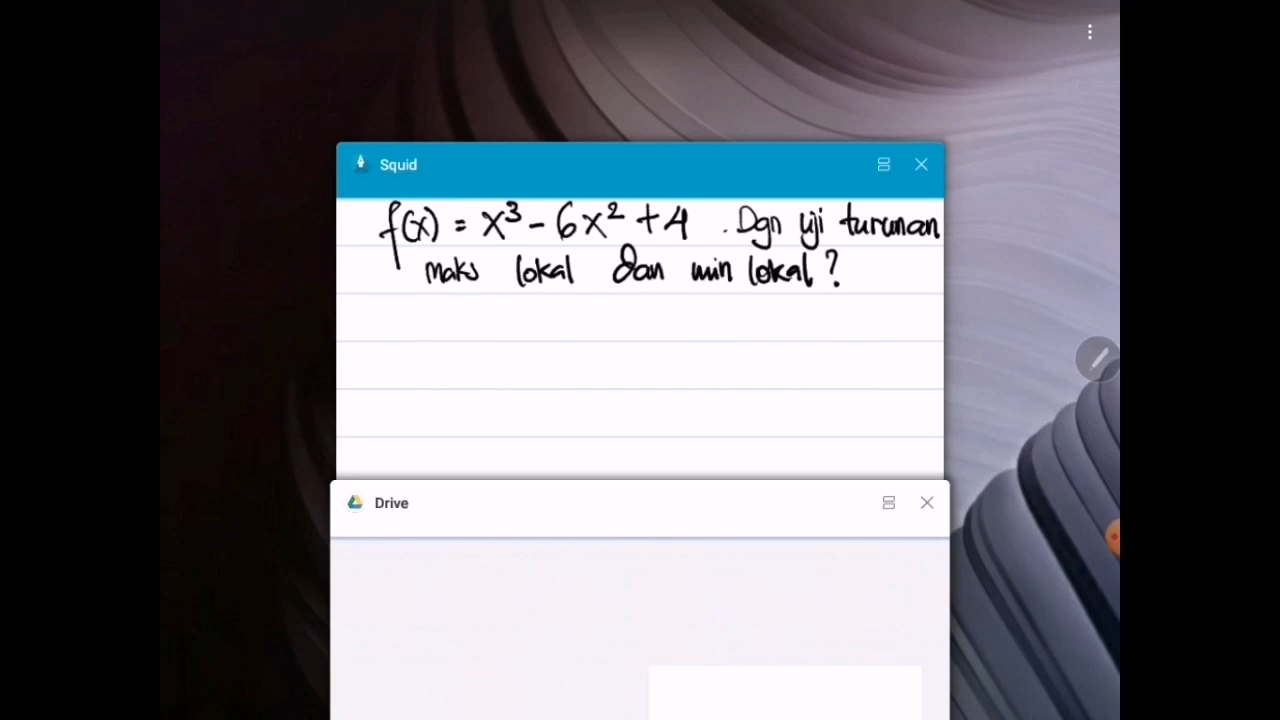 Squid
f(x) = x³ - 6x² + 4 . Dgn uji turunan
maks lokal dan min lokal?
Drive